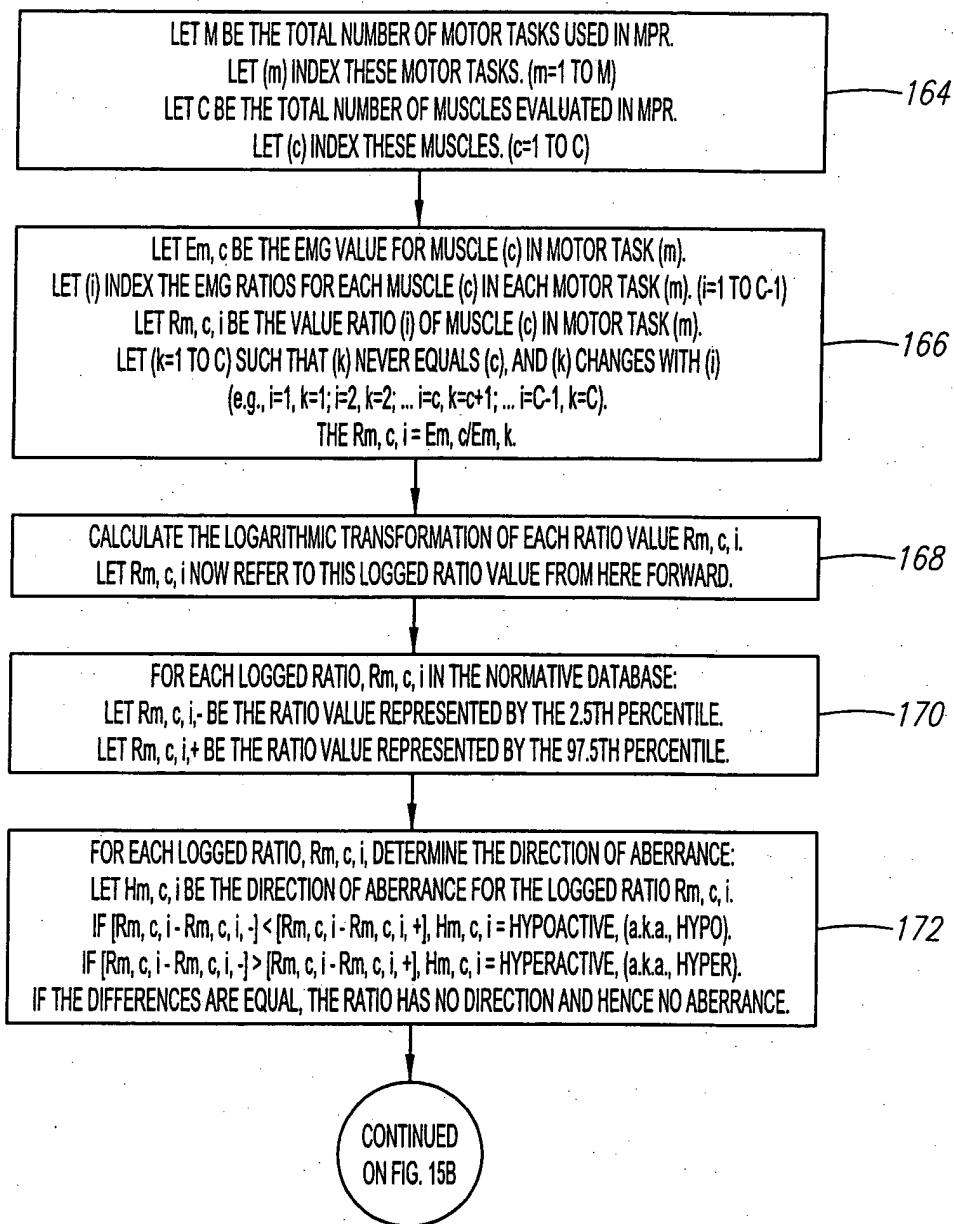 LET M BE THE TOTAL NUMBER OF MOTOR TASKS USED IN MPR.
LET (m) INDEX THESE MOTOR TASKS. (m=1 TO M)
LET C BE THE TOTAL NUMBER OF MUSCLES EVALUATED IN MPR.
LET (c) INDEX THESE MUSCLES. (c=1 TO C)
164
LET Em, c BE THE EMG VALUE FOR MUSCLE (c) IN MOTOR TASK (m).
LET (i) INDEX THE EMG RATIOS FOR EACH MUSCLE (c) IN EACH MOTOR TASK (m). (i=1 TO C-1)
LET Rm, c, i BE THE VALUE RATIO (i) OF MUSCLE (c) IN MOTOR TASK (m).
LET (k=1 TO C) SUCH THAT (k) NEVER EQUALS (c), AND (k) CHANGES WITH (i)
(e.g., i=1, k=1; i=2, k=2; ... i=c, k=c+1; ... i=C-1, k=C).
THE Rm, c, i = Em, c/Em, k.
166
CALCULATE THE LOGARITHMIC TRANSFORMATION OF EACH RATIO VALUE Rm, c, i.
LET Rm, c, i NOW REFER TO THIS LOGGED RATIO VALUE FROM HERE FORWARD.
168
FOR EACH LOGGED RATIO, Rm, c, i IN THE NORMATIVE DATABASE:
LET Rm, c, i,- BE THE RATIO VALUE REPRESENTED BY THE 2.5TH PERCENTILE.
LET Rm, c, i,+ BE THE RATIO VALUE REPRESENTED BY THE 97.5TH PERCENTILE.
170
FOR EACH LOGGED RATIO, Rm, c, i, DETERMINE THE DIRECTION OF ABERRANCE:
LET Hm, c, i BE THE DIRECTION OF ABERRANCE FOR THE LOGGED RATIO Rm, c, i.
IF [Rm, c, i - Rm, c, i, -] < [Rm, c, i - Rm, c, i, +], Hm, c, i = HYPOACTIVE, (a.k.a., HYPO).
IF [Rm, c, i - Rm, c, i, -] > [Rm, c, i - Rm, c, i, +], Hm, c, i = HYPERACTIVE, (a.k.a., HYPER).
IF THE DIFFERENCES ARE EQUAL, THE RATIO HAS NO DIRECTION AND HENCE NO ABERRANCE.
172
CONTINUED
ON FIG. 15B